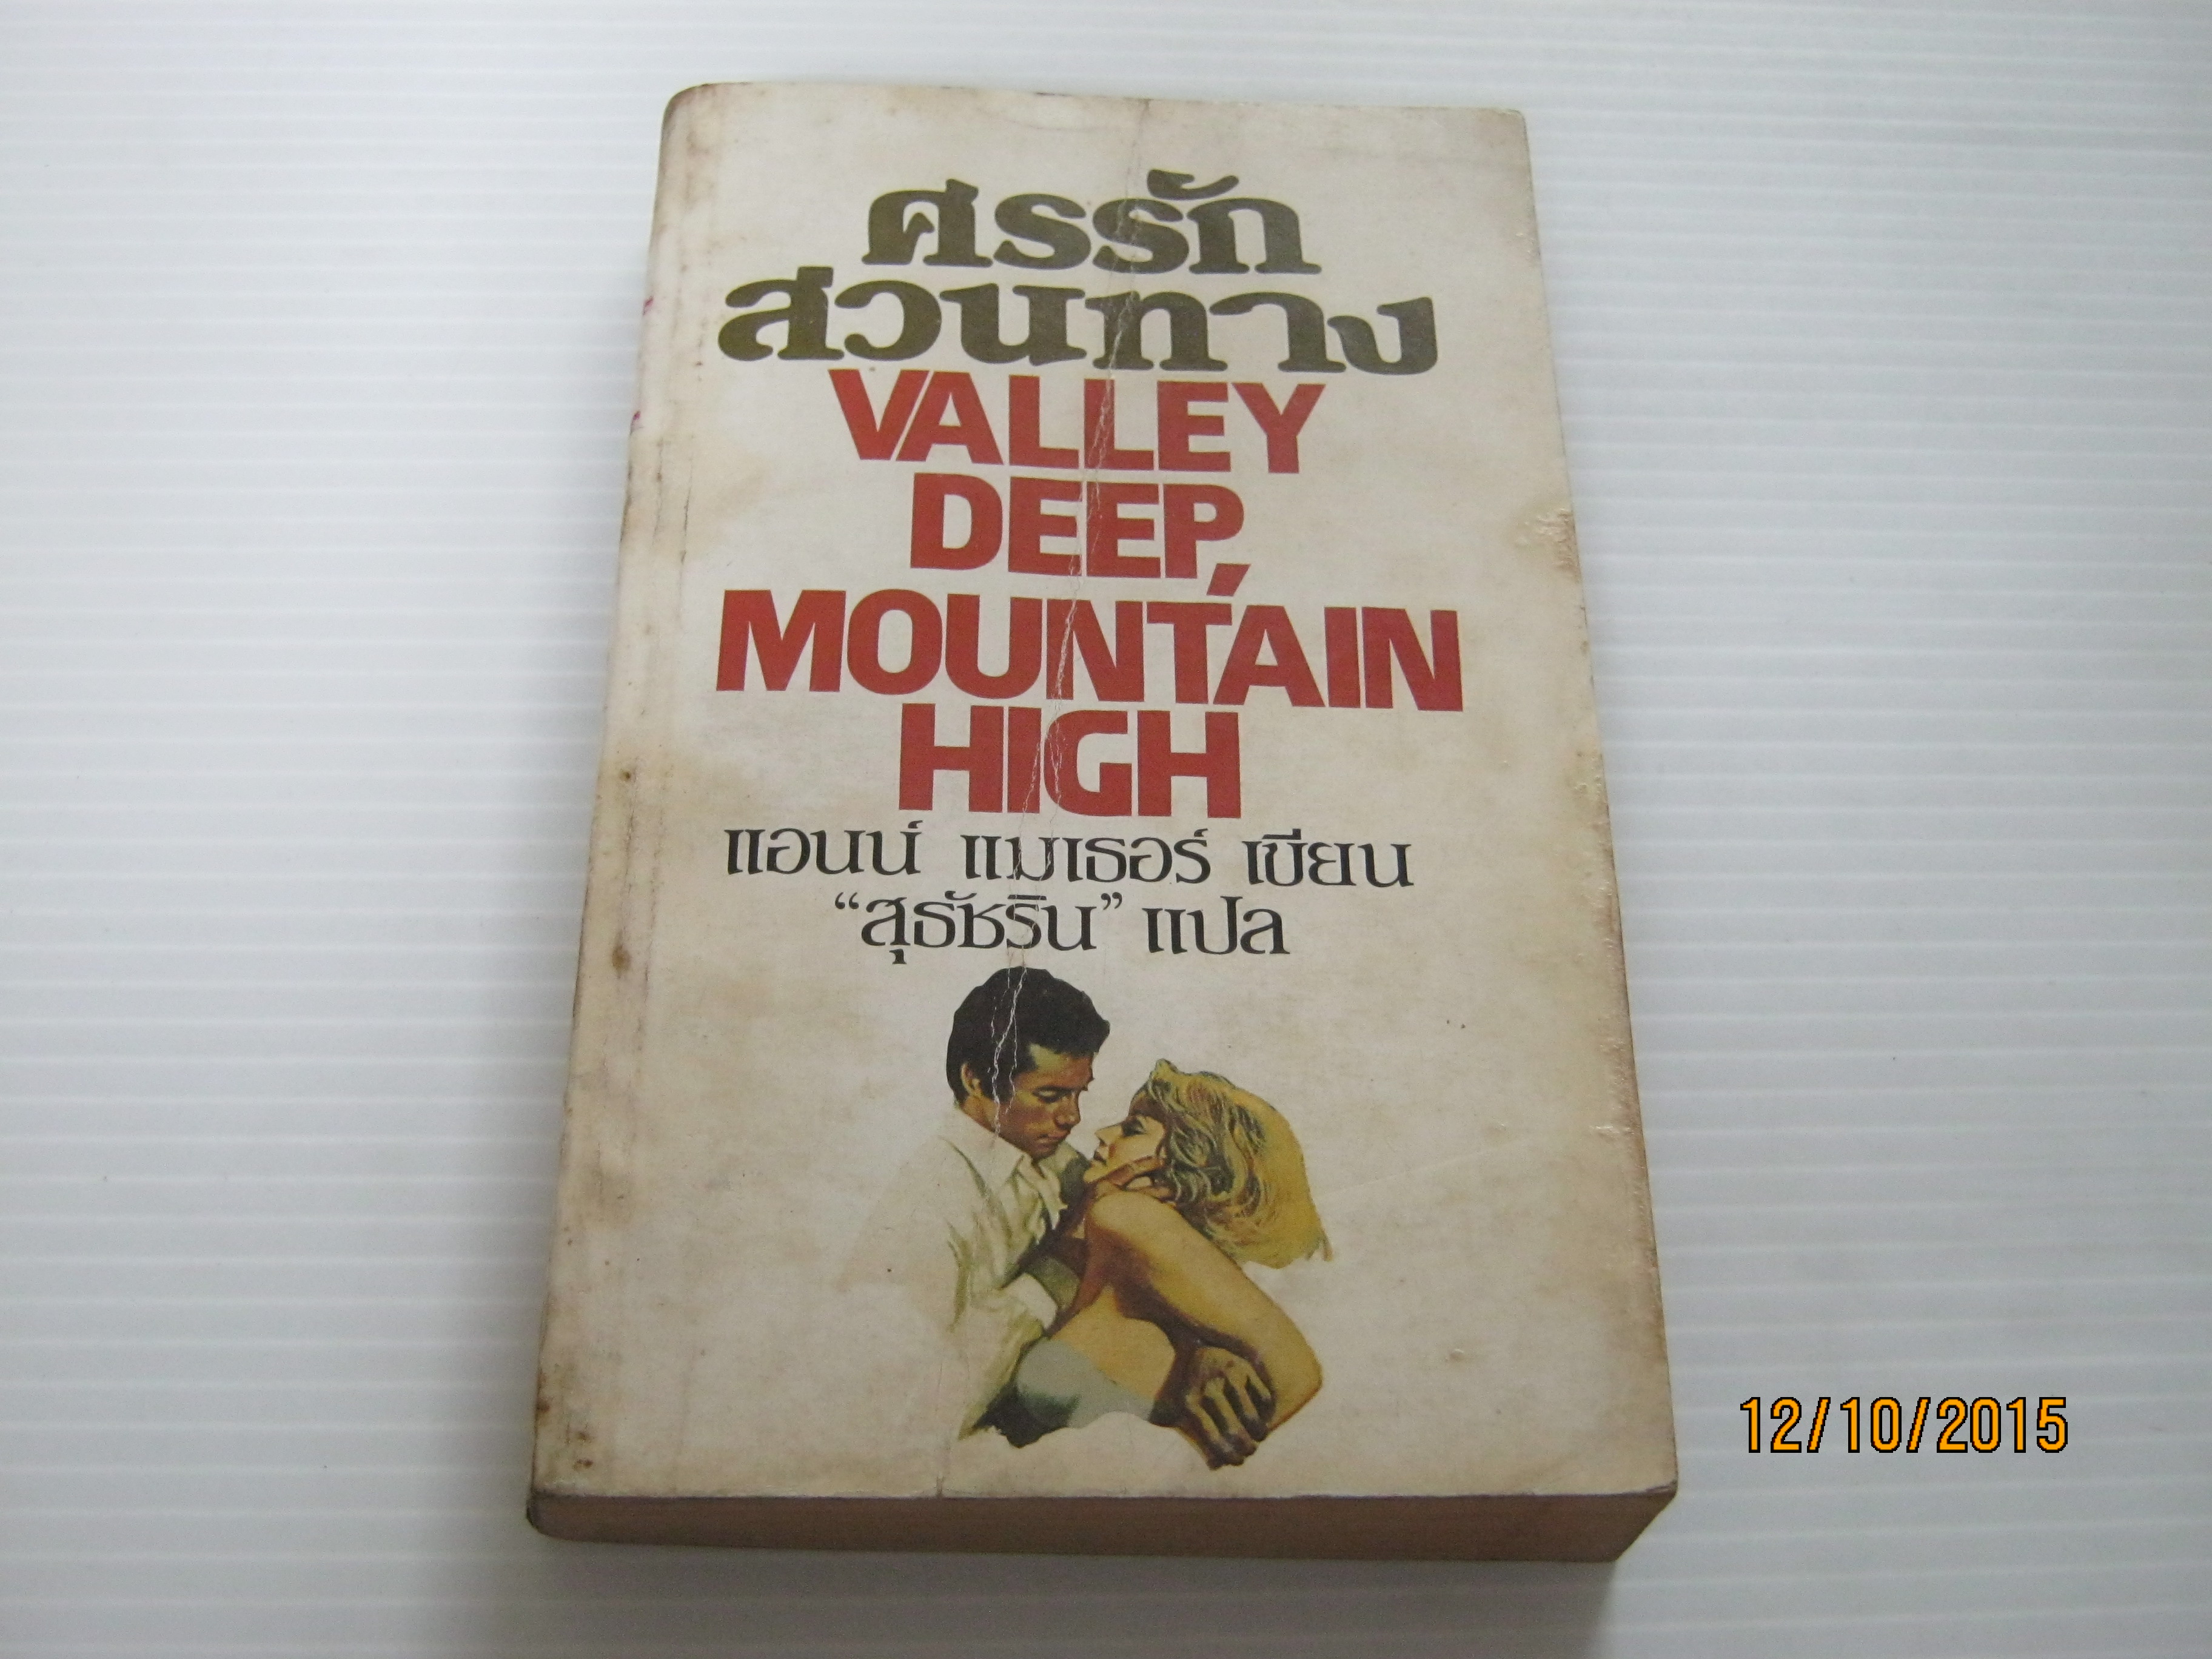 ศรรัก
สวนทาง
VALLEY
DEEP,
MOUNTAIN
HIGH
แอนน์ แมเธอร์ เขียน
“สุธัชริน” แปล
12/10/2015